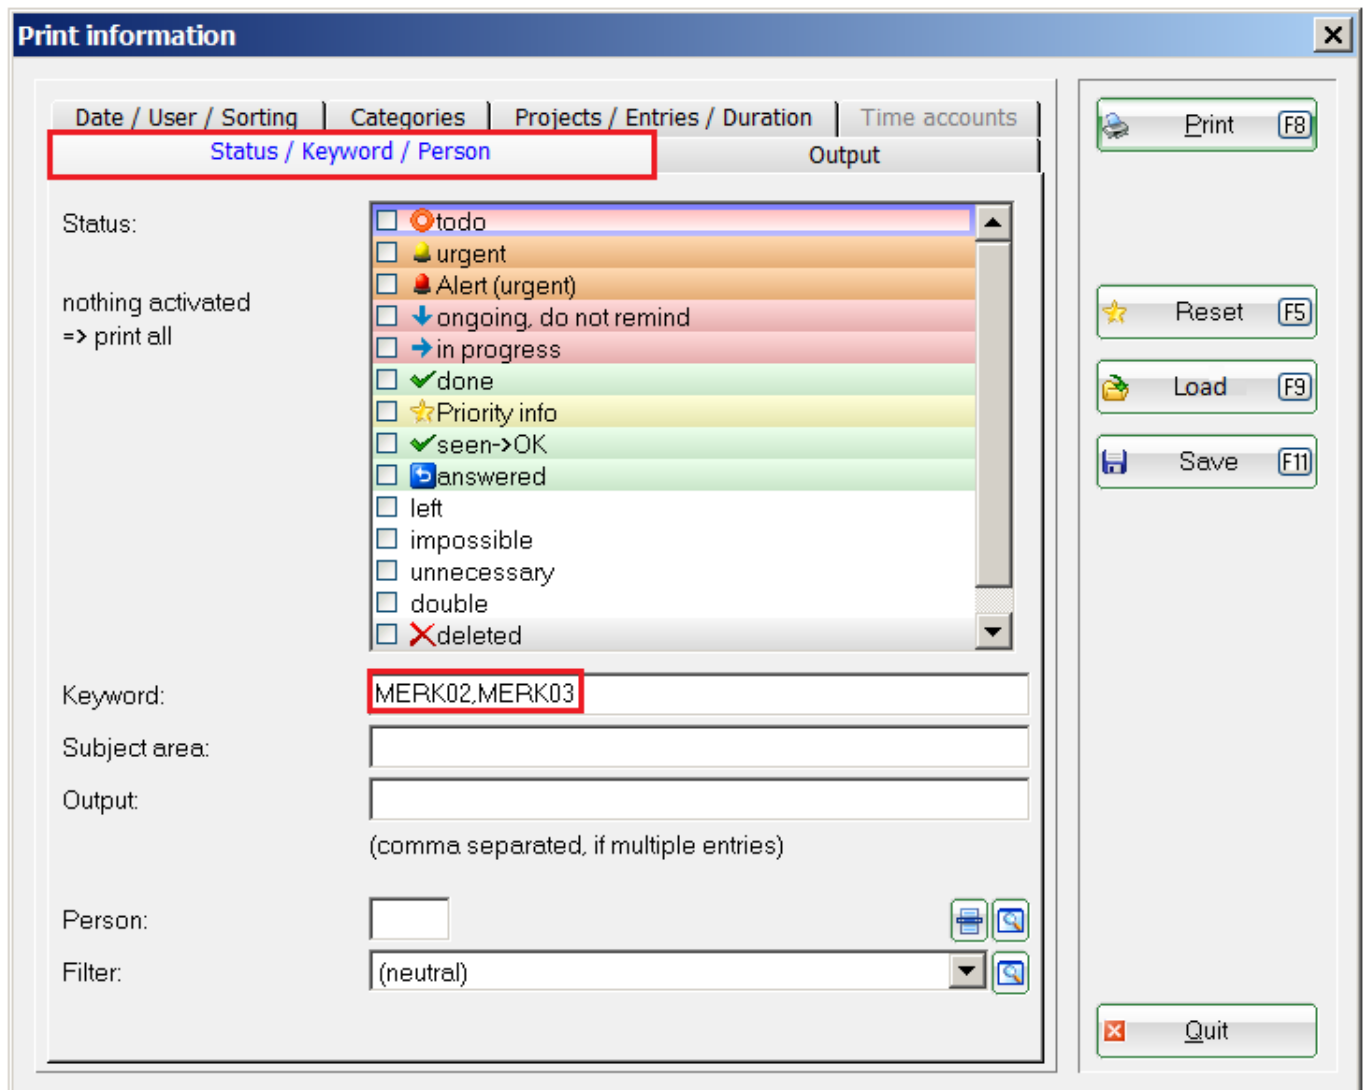 Print information
Date / User / Sorting
Categories
Projects / Entries / Duration
Time accounts
Status / Keyword / Person
Output
Status:
nothing activated
=> print all
todo
urgent
Alert (urgent)
ongoing, do not remind
in progress
done
Priority info
seen->OK
answered
left
impossible
unnecessary
double
deleted
Keyword:
MERK02,MERK03
Subject area:
Output:
(comma separated, if multiple entries)
Person:
Filter:
(neutral)
Print F8
Reset F5
Load F9
Save F11
Quit